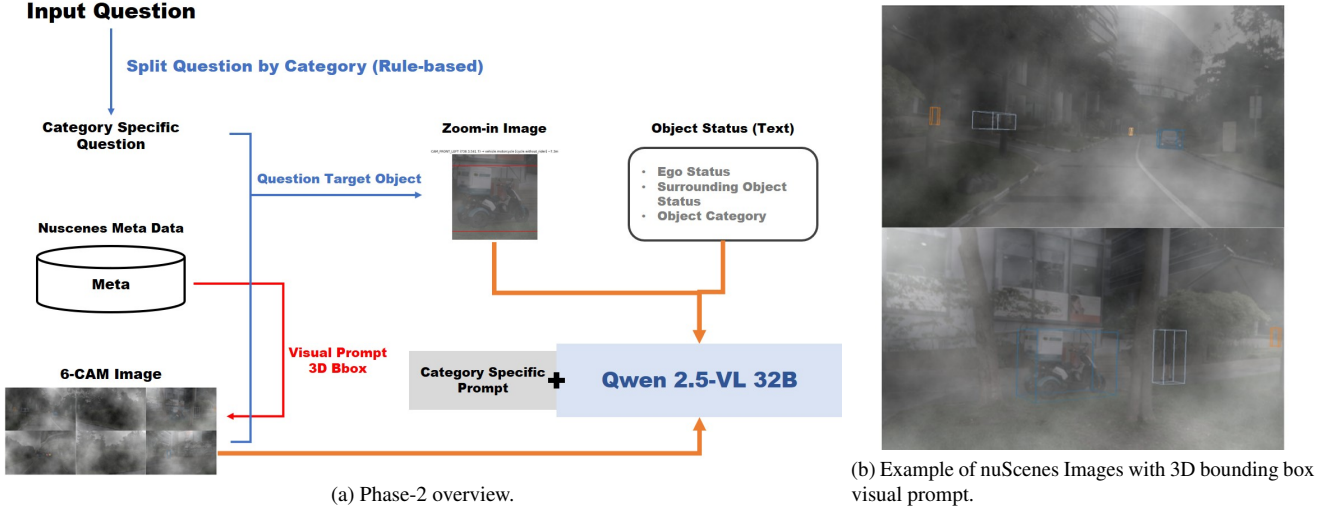 Input Question
Split Question by Category (Rule-based)
Category Specific
Question
Question Target Object
Nuscenes Meta Data
Meta
Visual Prompt
3D Bbox
6-CAM Image
Zoom-in Image
Object Status (Text)
• Ego Status
• Surrounding Object
Status
• Object Category
Category Specific
Prompt
+
Qwen 2.5-VL 32B
(a) Phase-2 overview.
(b) Example of nuScenes Images with 3D bounding box
visual prompt.